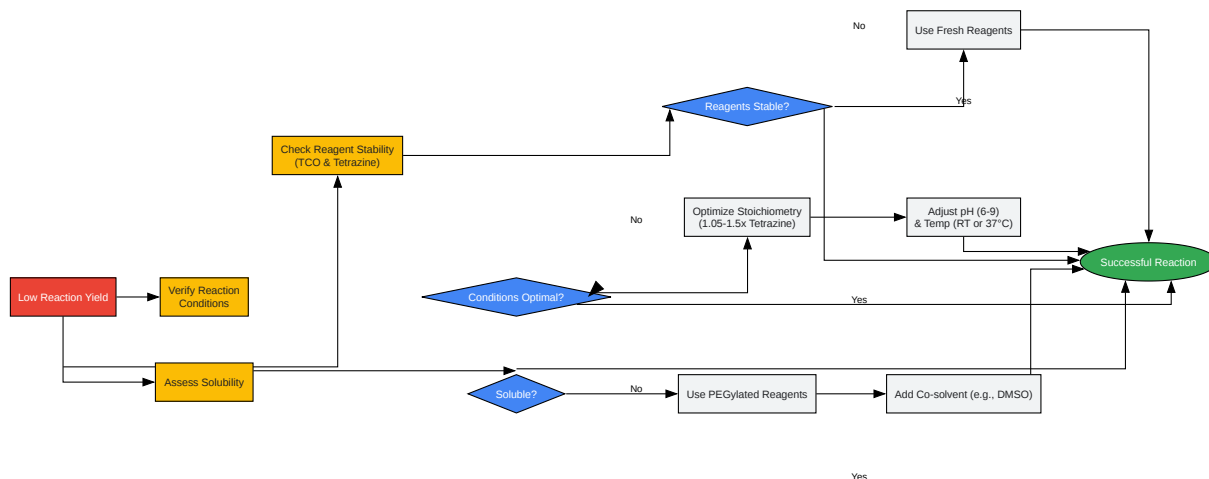 No
Use Fresh Reagents
Reagents Stable?
Yes
Check Reagent Stability
(TCO & Tetrazine)
No
Optimize Stoichiometry
(1.05-1.5x Tetrazine)
Adjust pH (6-9)
& Temp (RT or 37°C)
Successful Reaction
Low Reaction Yield
Verify Reaction
Conditions
Conditions Optimal?
Yes
Assess Solubility
Soluble?
No
Use PEGylated Reagents
Add Co-solvent (e.g., DMSO)
Yes